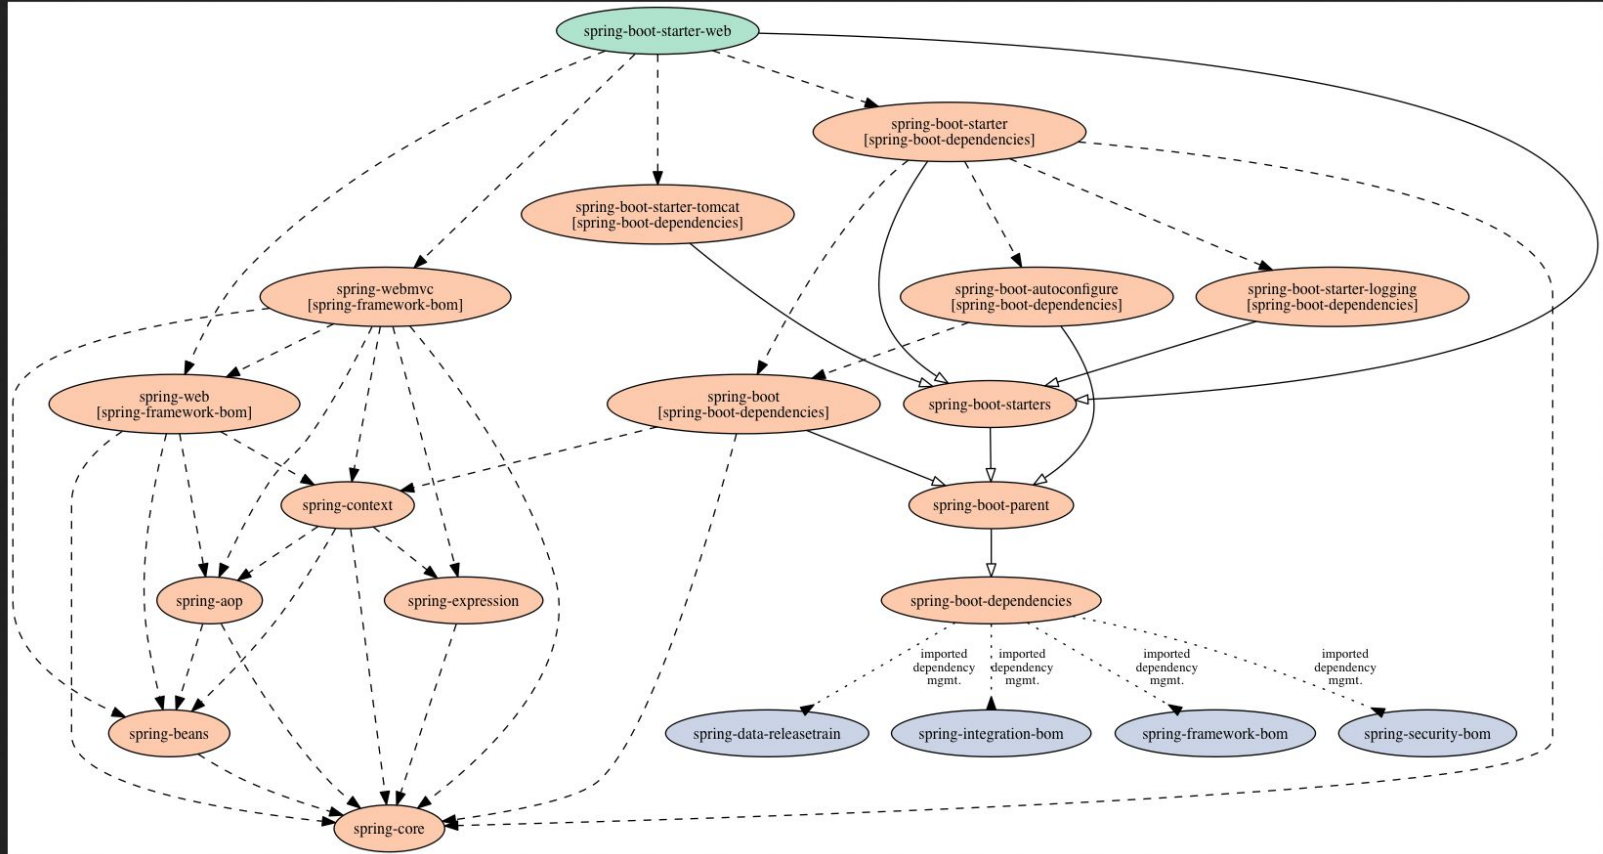 spring-boot-starter-web
spring-boot-starter
[spring-boot-dependencies]
spring-boot-starter-tomcat
[spring-boot-dependencies]
spring-webmvc
[spring-framework-bom]
spring-boot-autoconfigure
[spring-boot-dependencies]
spring-boot-starter-logging
[spring-boot-dependencies]
spring-web
[spring-framework-bom]
spring-boot
[spring-boot-dependencies]
spring-boot-starters
spring-context
spring-boot-parent
spring-aop
spring-expression
spring-boot-dependencies
imported
dependency
mgmt.
imported
dependency
mgmt.
imported
dependency
mgmt.
imported
dependency
mgmt.
spring-beans
spring-data-releasetrain
spring-integration-bom
spring-framework-bom
spring-security-bom
spring-core